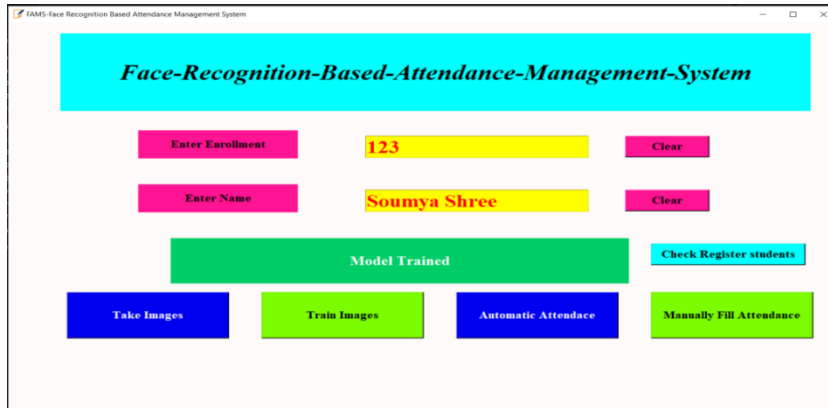 FAMS-Face Recognition Based Attendance Management System
Face-Recognition-Based-Attendance-Management-System
Enter Enrollment 123 Clear
Enter Name Soumya Shree Clear
Model Trained Check Register students
Take Images Train Images Automatic Attendace Manually Fill Attendance